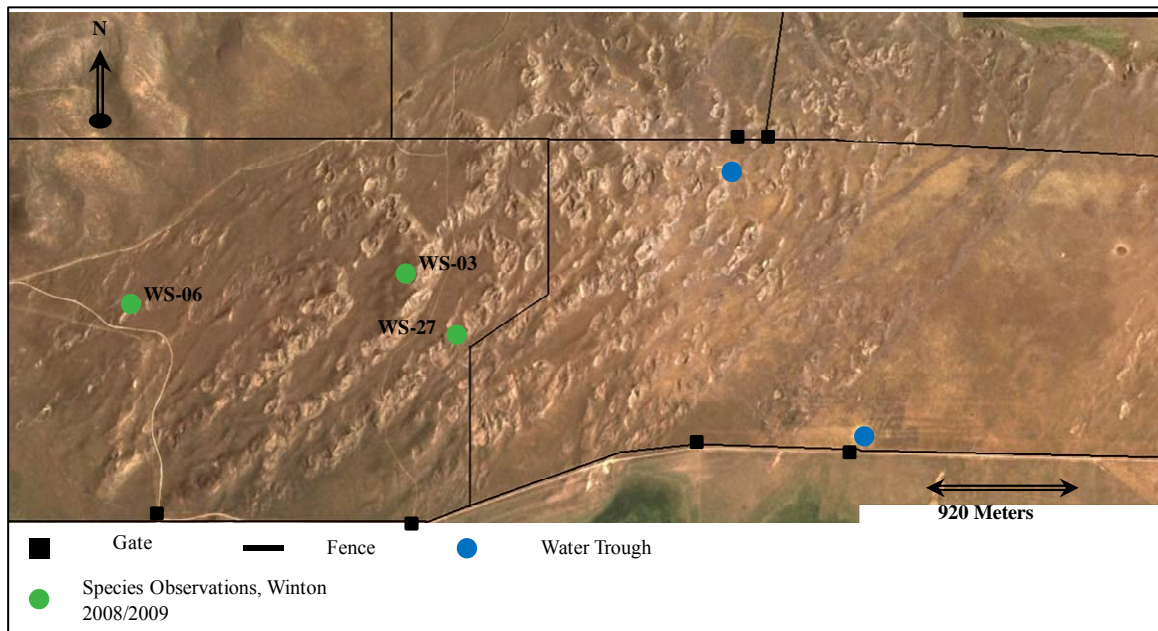 N
WS-03
WS-06
WS-27
920 Meters
Gate
Fence
Water Trough
Species Observations, Winton
2008/2009